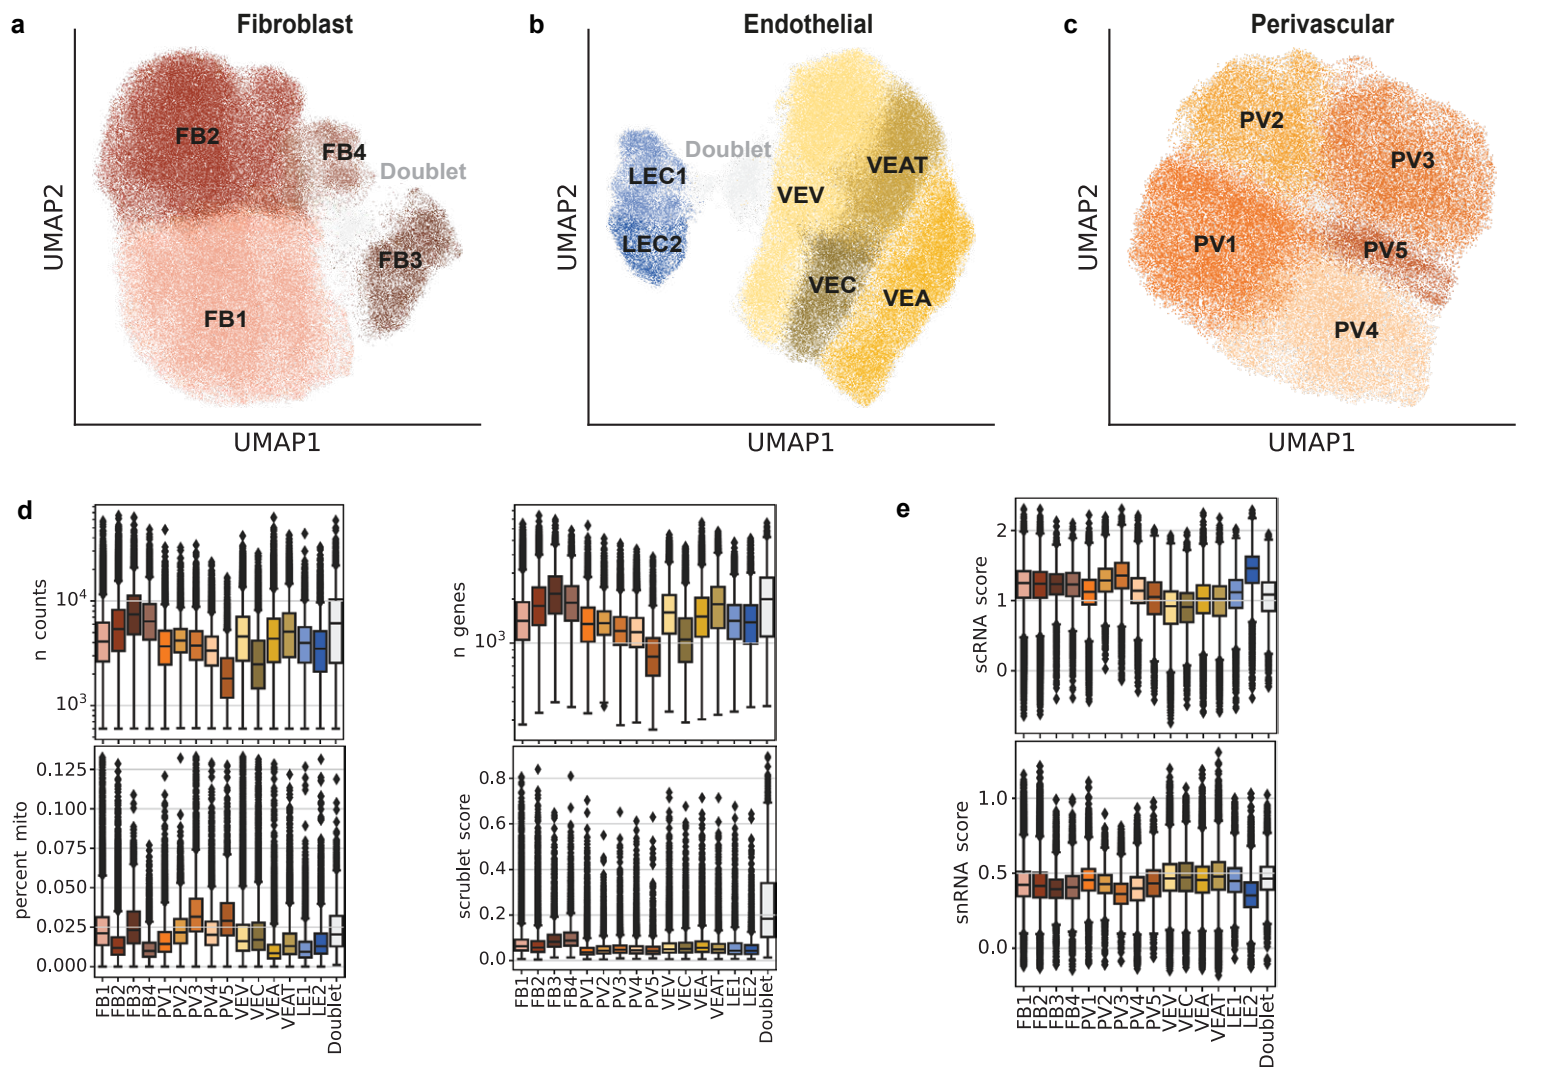 a
Fibroblast
FB2
FB4
Doublet
FB3
FB1
UMAP2
UMAP1
b
Endothelial
LEC1
Doublet
VEAT
VEV
LEC2
VEC
VEA
UMAP2
UMAP1
c
Perivascular
PV2
PV3
PV1
PV5
PV4
UMAP2
UMAP1
d
n counts
10^4
10^3
percent mito
0.125
0.100
0.075
0.050
0.025
0.000
FB1
FB2
FB3
FB4
PV1
PV2
PV3
PV4
PV5
VEV
VEC
VEA
VEAT
LE1
LE2
Doublet
n genes
10^3
scrublet score
0.8
0.6
0.4
0.2
0.0
FB1
FB2
FB3
FB4
PV1
PV2
PV3
PV4
PV5
VEV
VEC
VEA
VEAT
LE1
LE2
Doublet
e
scRNA score
2
1
0
snRNA score
1.0
0.5
0.0
FB1
FB2
FB3
FB4
PV1
PV2
PV3
PV4
PV5
VEV
VEC
VEA
VEAT
LE1
LE2
Doublet